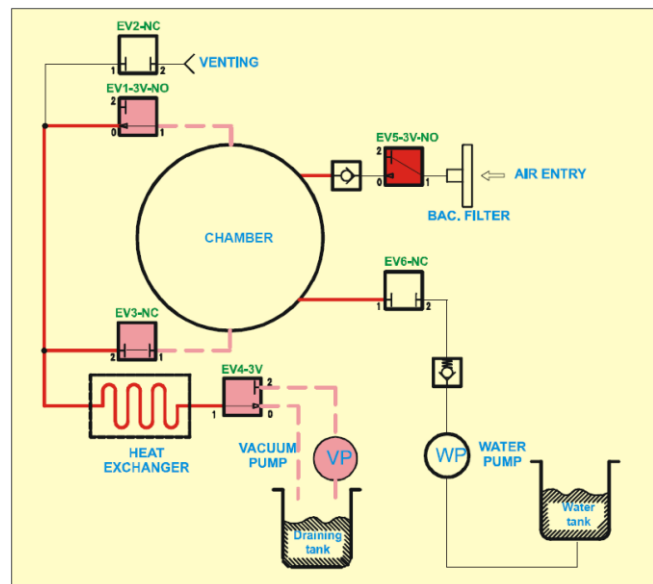 EV2-NC
1 2
VENTING
EV1-3V-NO
2
0 1
EV5-3V-NO
2
0 1
AIR ENTRY
BAC. FILTER
CHAMBER
EV6-NC
1 2
EV3-NC
2 1
EV4-3V
2
1 0
HEAT
EXCHANGER
VACUUM
PUMP
VP
WP
WATER
PUMP
Draining
tank
Water
tank